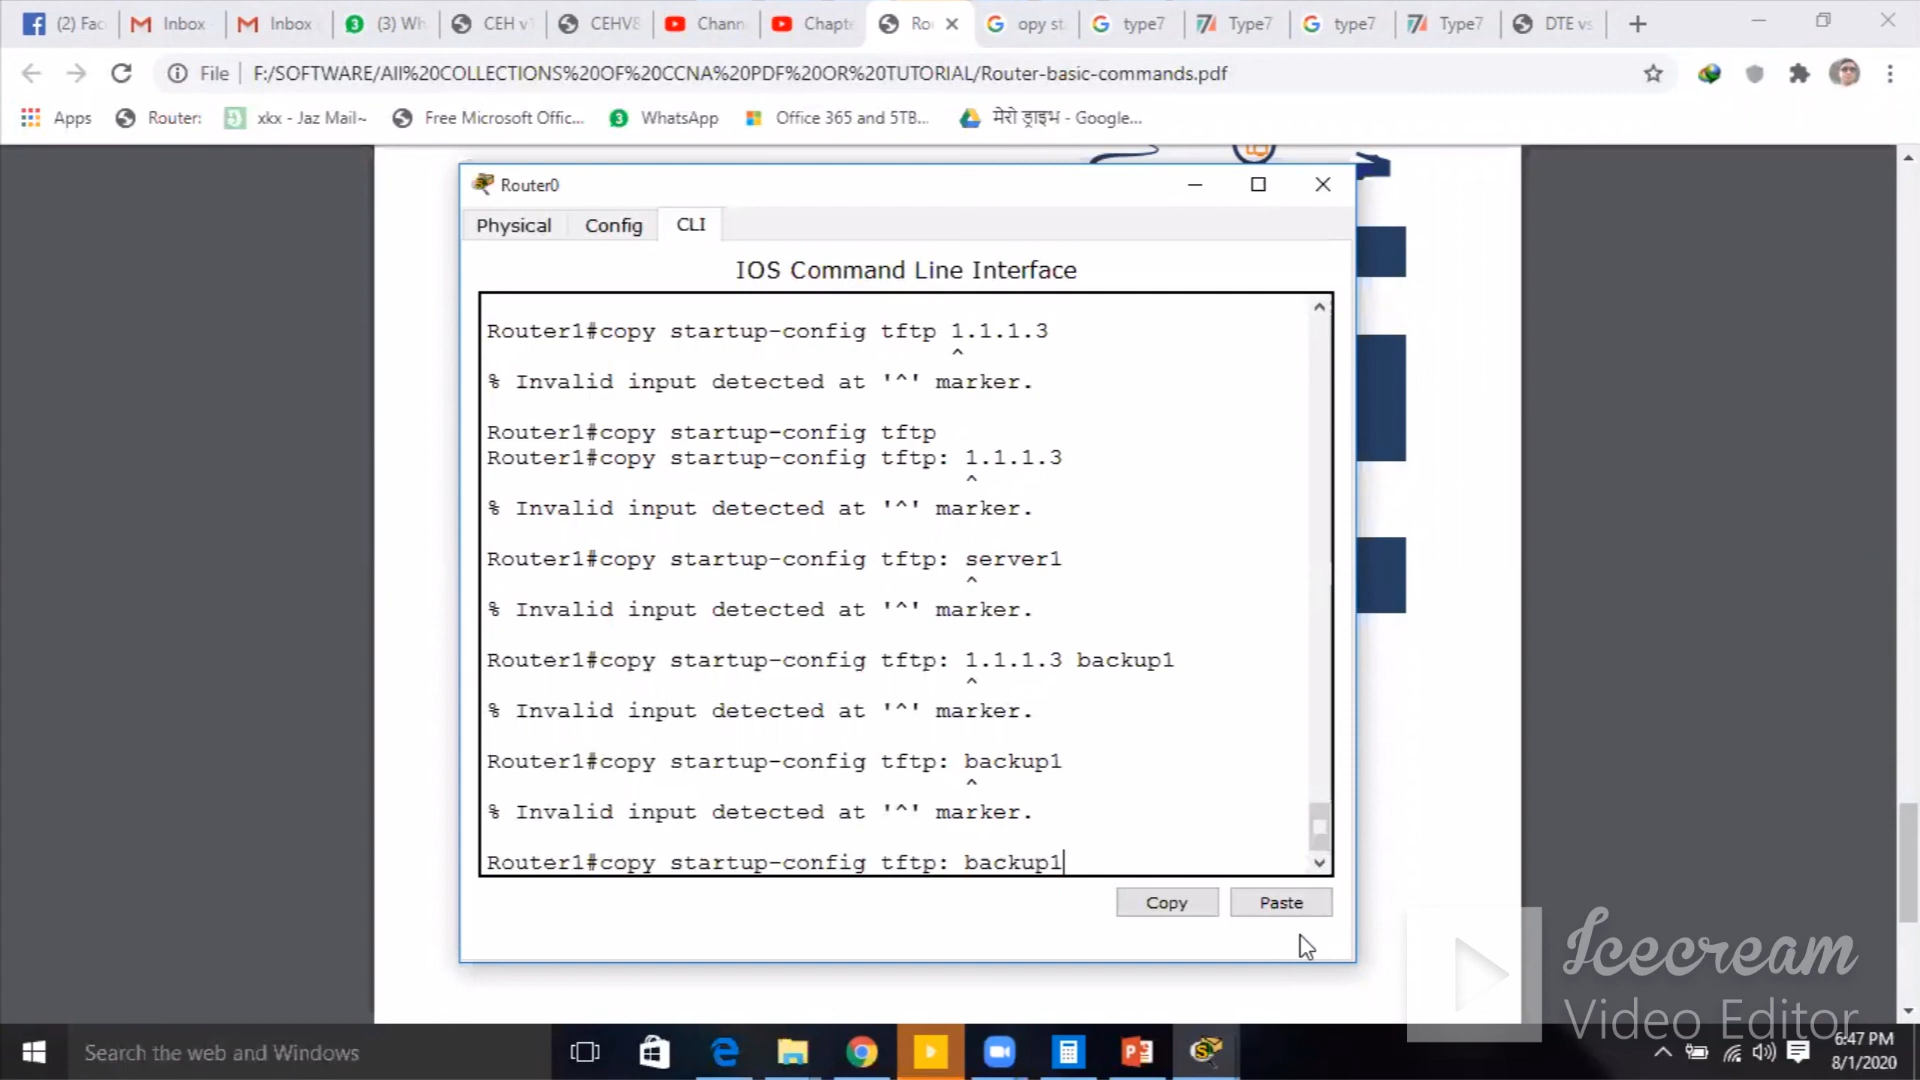 (2) Fac
Inbox
Inbox
(3) Wh
CEH v1
CEHV8
Chann
Chapte
Ro
opy st
type7
Type7
type7
Type7
DTE vs
File | F:/SOFTWARE/All%20COLLECTIONS%20OF%20CCNA%20PDF%20OR%20TUTORIAL/Router-basic-commands.pdf
Apps
Router:
xkx - Jaz Mail~
Free Microsoft Offic...
WhatsApp
Office 365 and 5TB...
मेरो ड्राइभ - Google...
Router0
Physical
Config
CLI
IOS Command Line Interface
Router1#copy startup-config tftp 1.1.1.3
^
% Invalid input detected at '^' marker.
Router1#copy startup-config tftp
Router1#copy startup-config tftp: 1.1.1.3
^
% Invalid input detected at '^' marker.
Router1#copy startup-config tftp: server1
^
% Invalid input detected at '^' marker.
Router1#copy startup-config tftp: 1.1.1.3 backup1
^
% Invalid input detected at '^' marker.
Router1#copy startup-config tftp: backup1
^
% Invalid input detected at '^' marker.
Router1#copy startup-config tftp: backup1
Copy
Paste
Icecream
Video Editor
Search the web and Windows
6:47 PM
8/1/2020